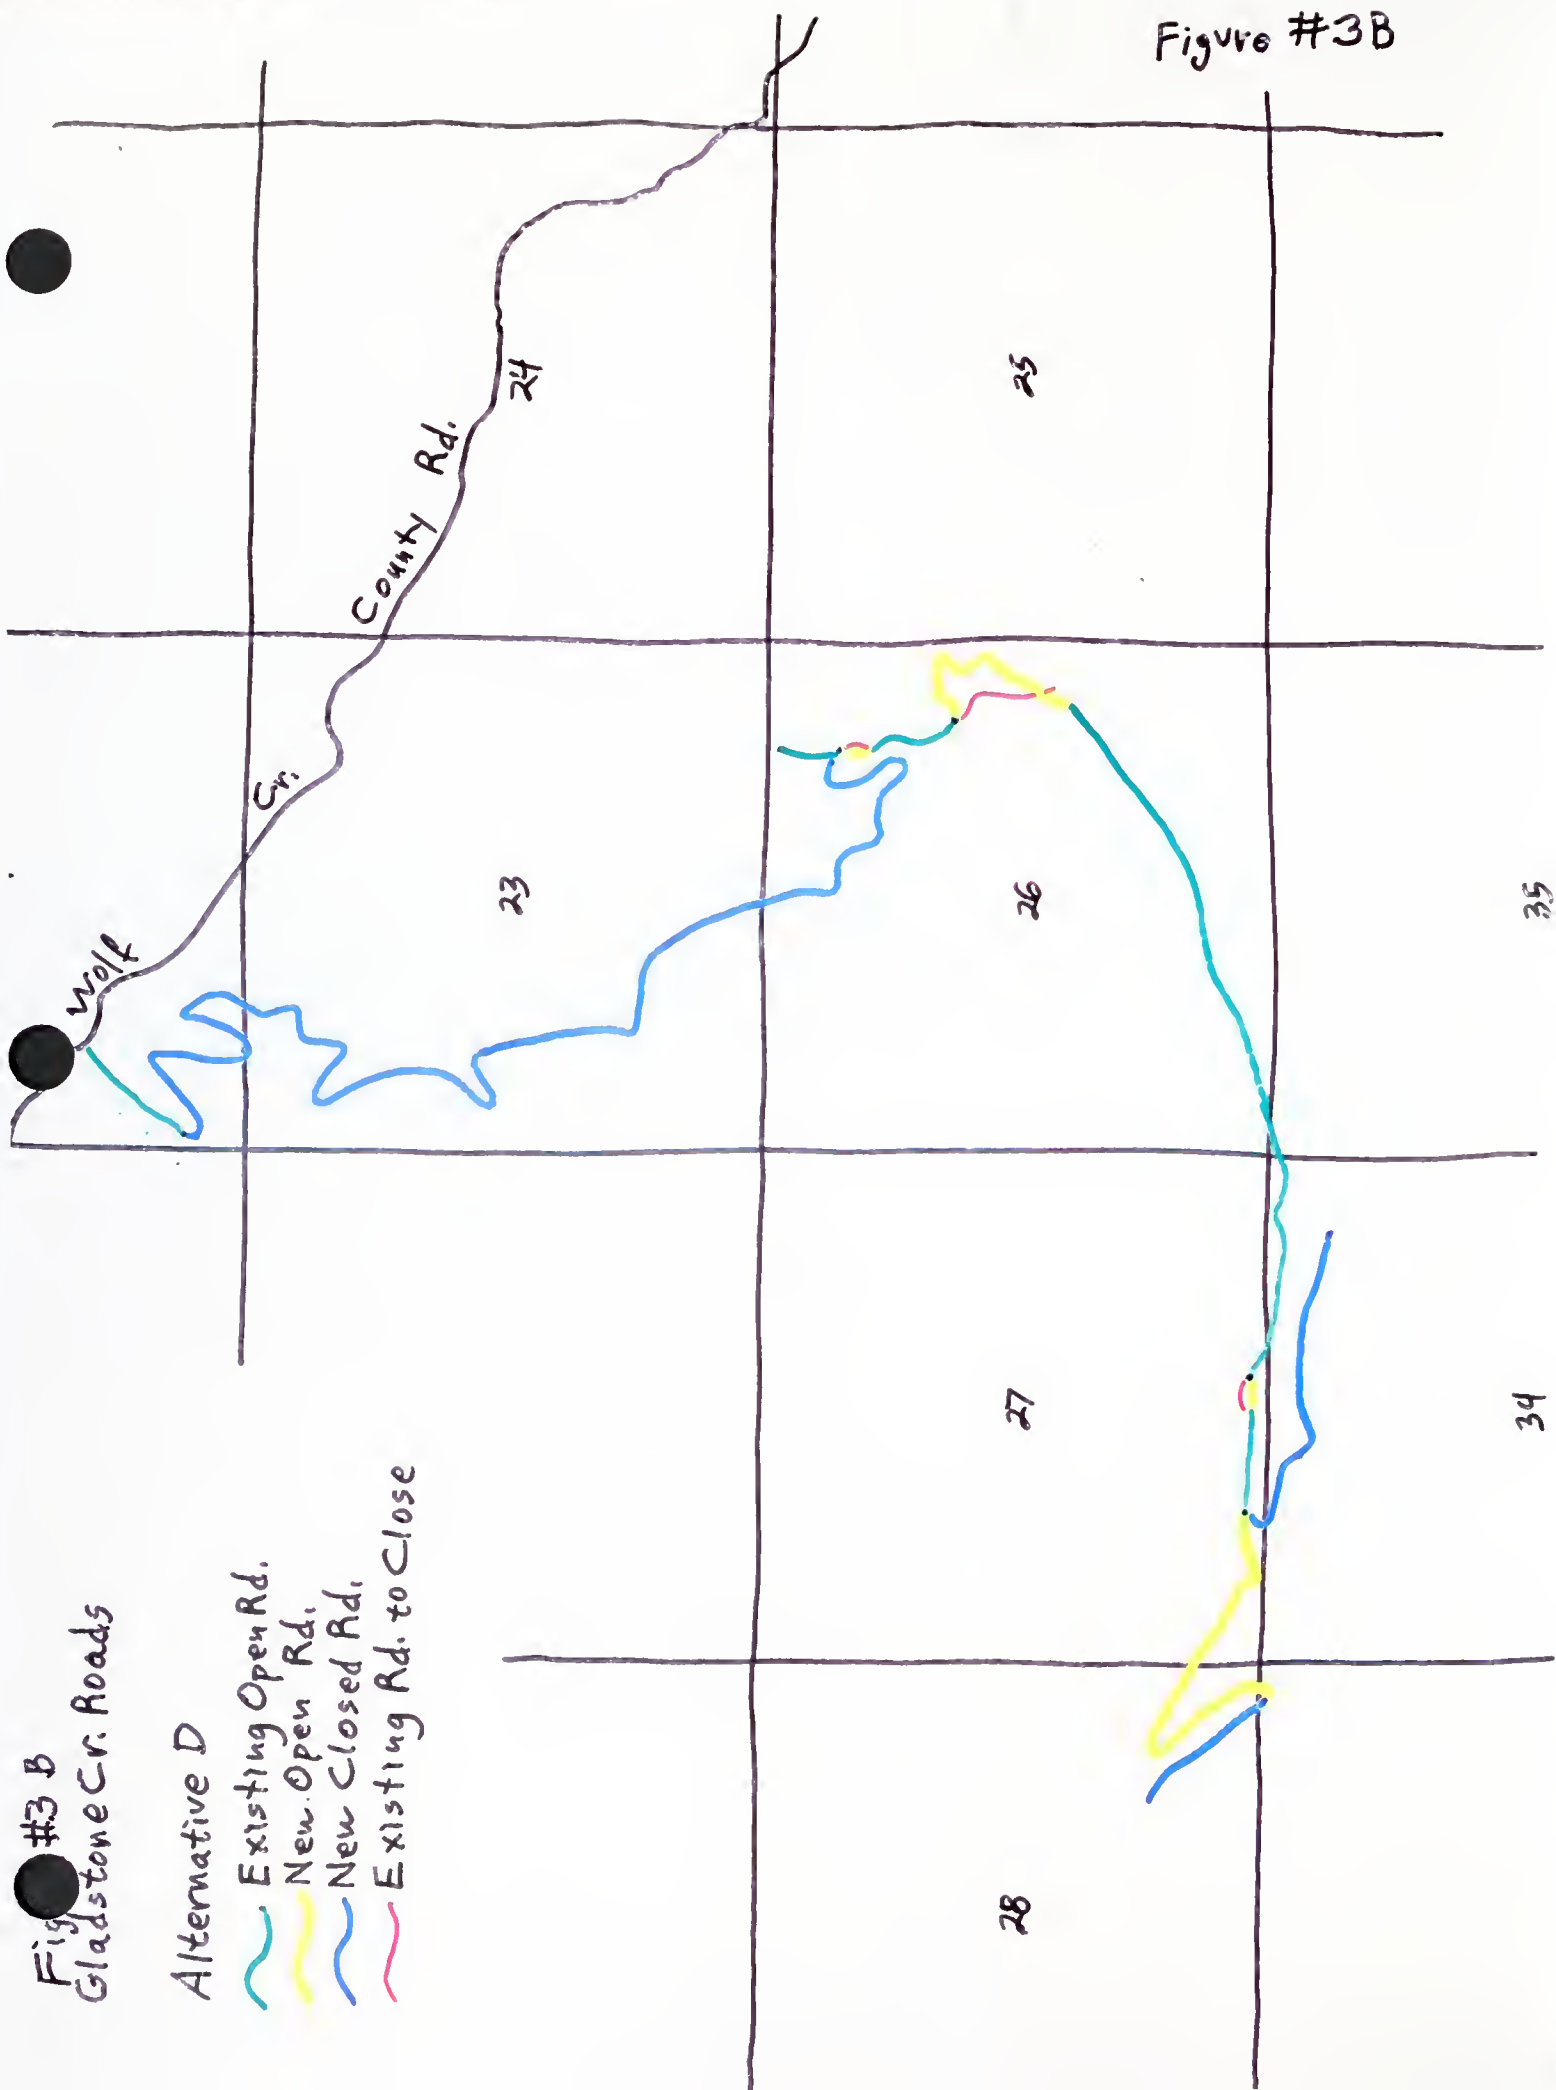 Figure #3B
Fig #3 B
Gladstone Cr. Roads
Alternative D
Existing Open Rd.
New Open Rd.
New Closed Rd.
Existing Rd. to Close
Wolf Cr. County Rd.
24
23
25
26
27
28
35
34